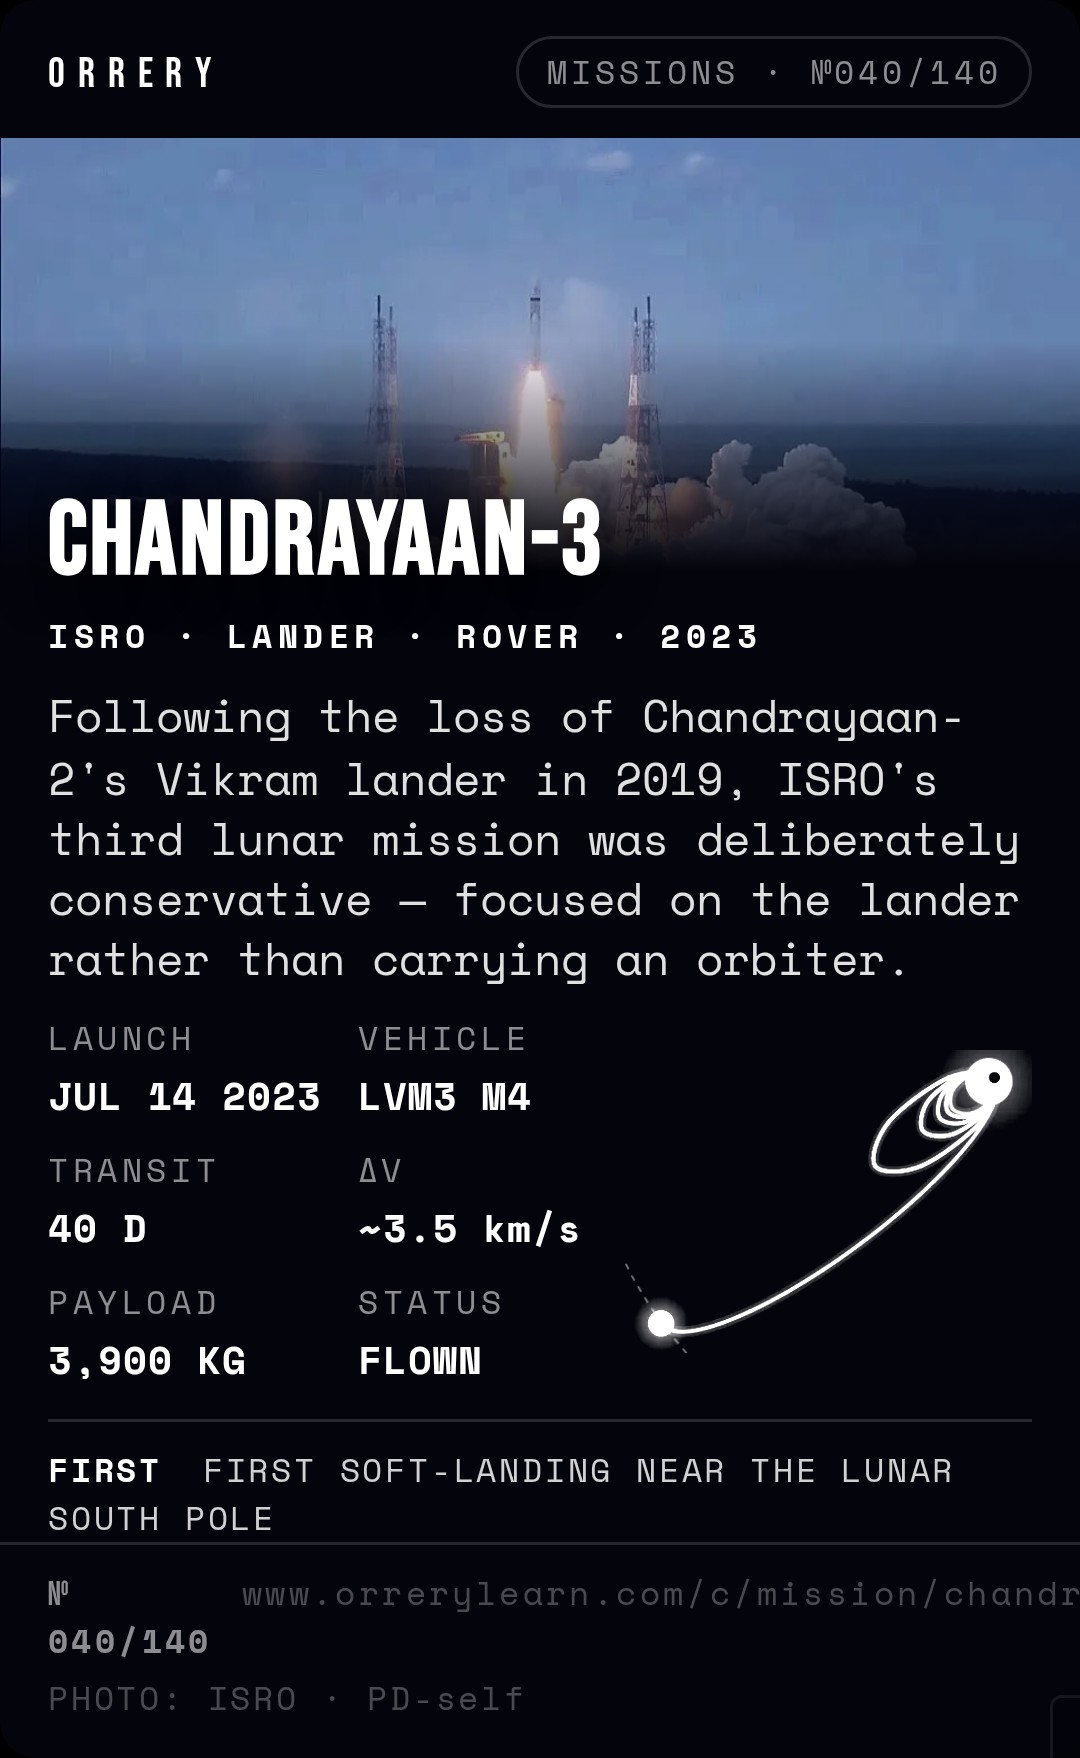 ORRERY
MISSIONS · №040/140
CHANDRAYAAN-3
ISRO · LANDER · ROVER · 2023
Following the loss of Chandrayaan-
2's Vikram lander in 2019, ISRO's
third lunar mission was deliberately
conservative — focused on the lander
rather than carrying an orbiter.
LAUNCH VEHICLE
JUL 14 2023 LVM3 M4
TRANSIT ΔV
40 D ~3.5 km/s
PAYLOAD STATUS
3,900 KG FLOWN
FIRST FIRST SOFT-LANDING NEAR THE LUNAR
SOUTH POLE
№ www.orrerylearn.com/c/mission/chandr
040/140
PHOTO: ISRO · PD-self